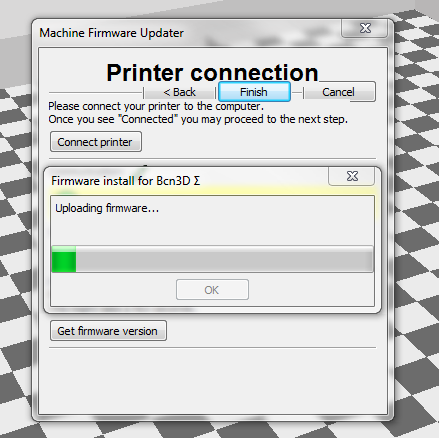 Machine Firmware Updater
Printer connection
< Back Finish Cancel
Please connect your printer to the computer.
Once you see "Connected" you may proceed to the next step.
Connect printer
Firmware install for Bcn3D Σ
Uploading firmware...
OK
Get firmware version